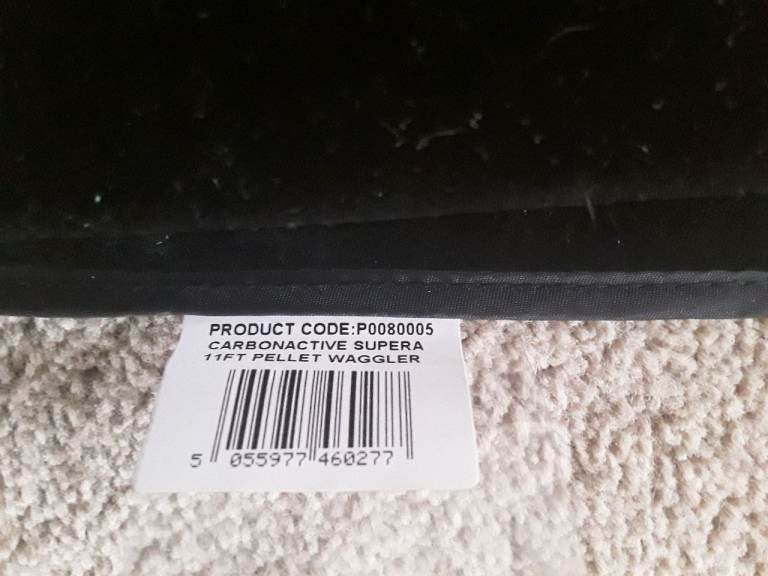 PRODUCT CODE:P0080005
CARBONACTIVE SUPERA
11FT PELLET WAGGLER
5 055977 460277